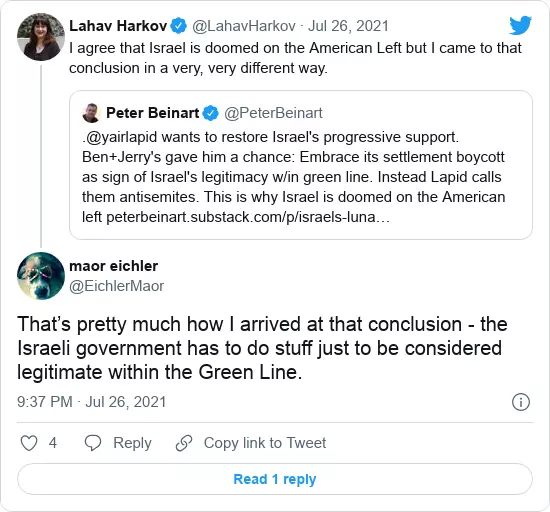 Lahav Harkov @LahavHarkov · Jul 26, 2021
I agree that Israel is doomed on the American Left but I came to that
conclusion in a very, very different way.
Peter Beinart @PeterBeinart
.@yairlapid wants to restore Israel's progressive support.
Ben+Jerry's gave him a chance: Embrace its settlement boycott
as sign of Israel's legitimacy w/in green line. Instead Lapid calls
them antisemites. This is why Israel is doomed on the American
left peterbeinart.substack.com/p/israels-luna…
maor eichler
@EichlerMaor
That’s pretty much how I arrived at that conclusion - the
Israeli government has to do stuff just to be considered
legitimate within the Green Line.
9:37 PM · Jul 26, 2021
4 Reply Copy link to Tweet
Read 1 reply